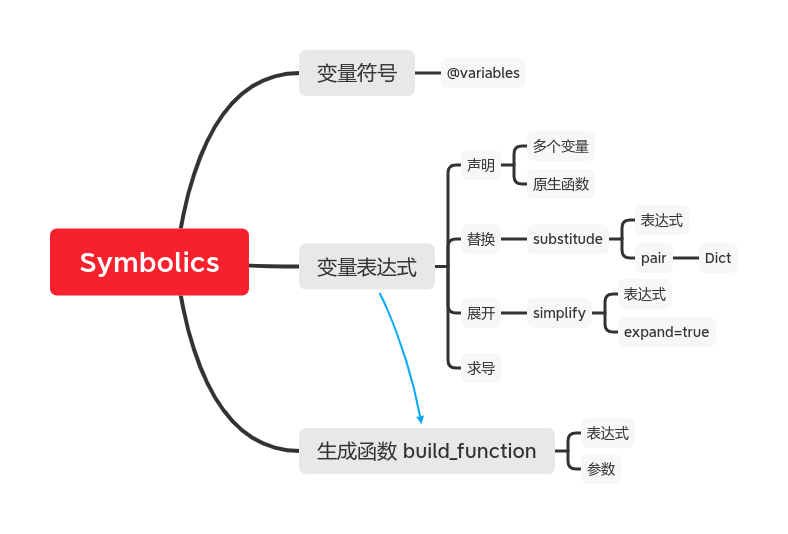 Symbolics
变量符号
@variables
变量表达式
声明
多个变量
原生函数
替换
substitude
表达式
pair
Dict
展开
simplify
表达式
expand=true
求导
生成函数 build_function
表达式
参数